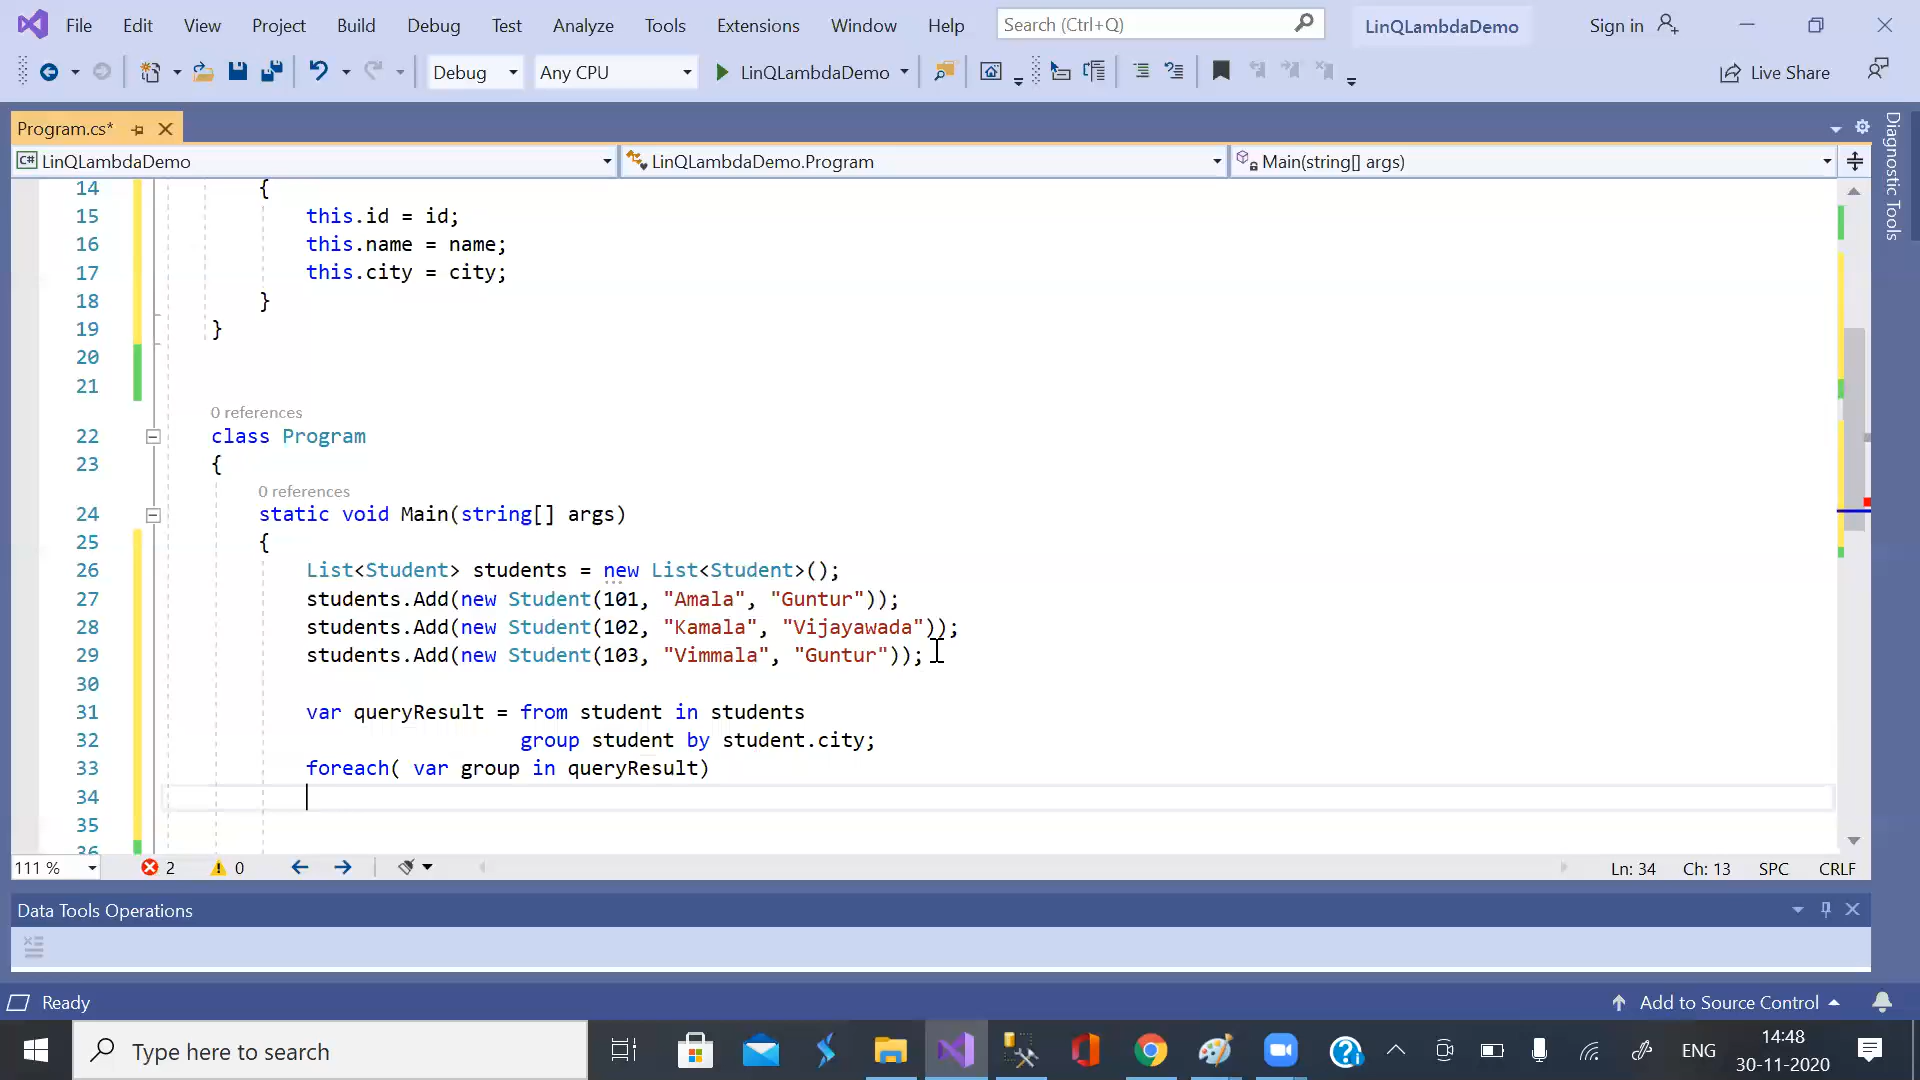 File Edit View Project Build Debug Test Analyze Tools Extensions Window Help Search (Ctrl+Q) LinQLambdaDemo Sign in
Debug Any CPU LinQLambdaDemo Live Share
Program.cs*
C# LinQLambdaDemo LinQLambdaDemo.Program Main(string[] args)
Diagnostic Tools
14 {
15 this.id = id;
16 this.name = name;
17 this.city = city;
18 }
19 }
20
21
0 references
22 class Program
23 {
0 references
24 static void Main(string[] args)
25 {
26 List<Student> students = new List<Student>();
27 students.Add(new Student(101, "Amala", "Guntur"));
28 students.Add(new Student(102, "Kamala", "Vijayawada"));
29 students.Add(new Student(103, "Vimmala", "Guntur"));
30
31 var queryResult = from student in students
32 group student by student.city;
33 foreach( var group in queryResult)
34
35
36
111 % 2 0 Ln: 34 Ch: 13 SPC CRLF
Data Tools Operations
Ready Add to Source Control
Type here to search ENG 14:48
30-11-2020